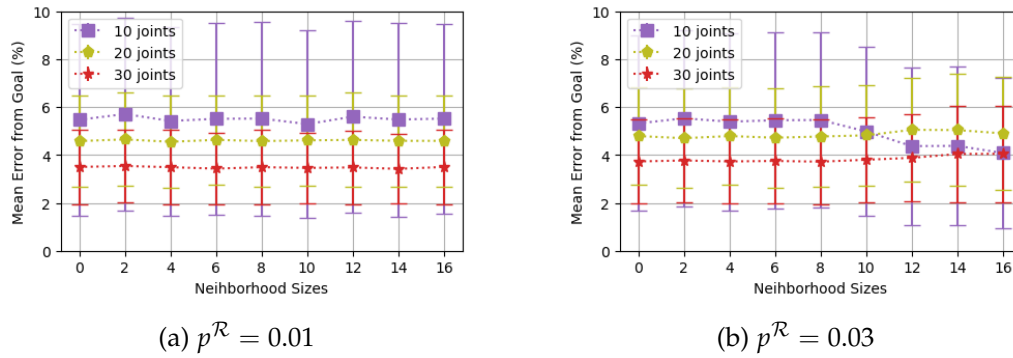 Mean Error from Goal (%)
10
8
6
4
2
0
10 joints
20 joints
30 joints
0 2 4 6 8 10 12 14 16
Neihborhood Sizes
(a) p^ℛ = 0.01
Mean Error from Goal (%)
10
8
6
4
2
0
10 joints
20 joints
30 joints
0 2 4 6 8 10 12 14 16
Neihborhood Sizes
(b) p^ℛ = 0.03